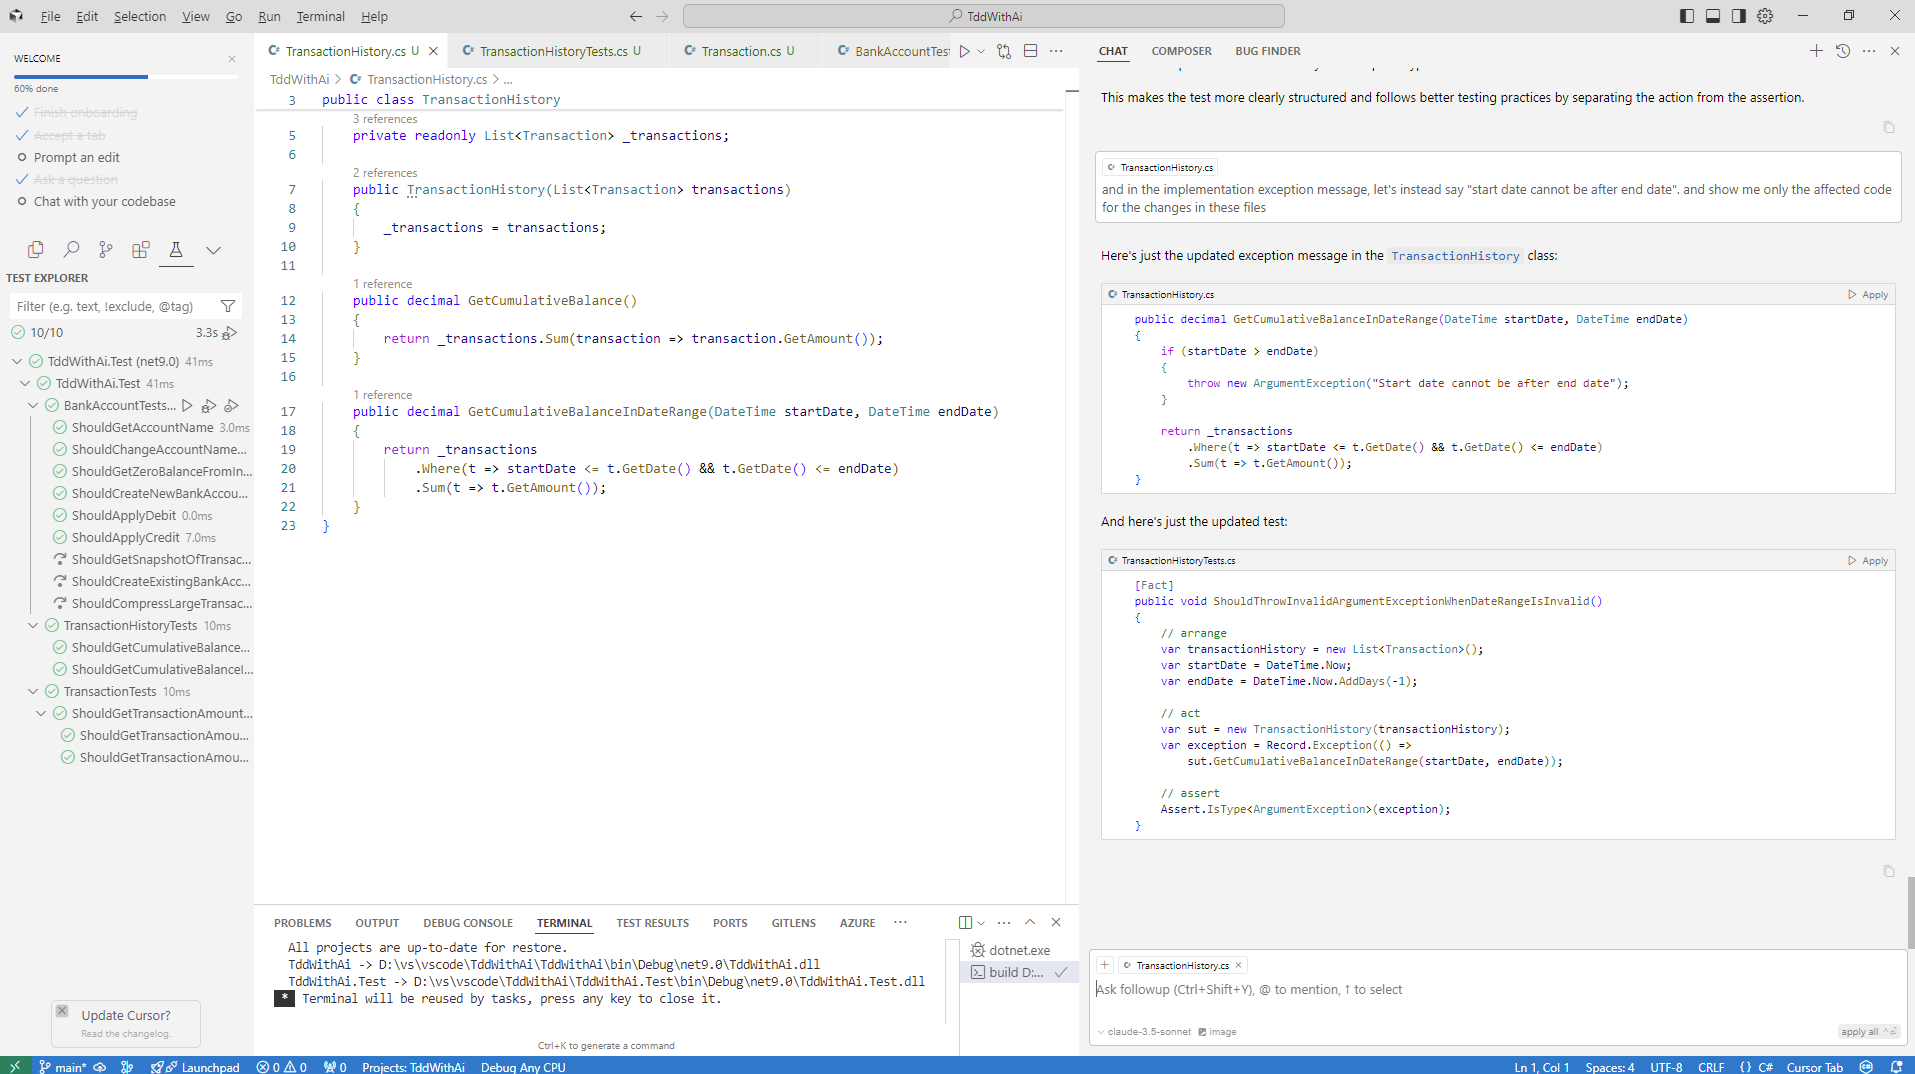 File Edit Selection View Go Run Terminal Help
TddWithAi
WELCOME
60% done
Finish onboarding
Accept a tab
Prompt an edit
Ask a question
Chat with your codebase
TEST EXPLORER
Filter (e.g. text, !exclude, @tag)
10/10 3.3s
TddWithAi.Test (net9.0) 41ms
TddWithAi.Test 41ms
BankAccountTests...
ShouldGetAccountName 3.0ms
ShouldChangeAccountName...
ShouldGetZeroBalanceFromIn...
ShouldCreateNewBankAccou...
ShouldApplyDebit 0.0ms
ShouldApplyCredit 7.0ms
ShouldGetSnapshotOfTransac...
ShouldCreateExistingBankAcc...
ShouldCompressLargeTransac...
TransactionHistoryTests 10ms
ShouldGetCumulativeBalance...
ShouldGetCumulativeBalanceI...
TransactionTests 10ms
ShouldGetTransactionAmount...
ShouldGetTransactionAmou...
ShouldGetTransactionAmou...
Update Cursor?
Read the changelog.
TransactionHistory.cs U TransactionHistoryTests.cs U Transaction.cs U BankAccountTes
TddWithAi > TransactionHistory.cs > ...
3 public class TransactionHistory
3 references
5 private readonly List<Transaction> _transactions;
6
2 references
7 public TransactionHistory(List<Transaction> transactions)
8 {
9 _transactions = transactions;
10 }
11
1 reference
12 public decimal GetCumulativeBalance()
13 {
14 return _transactions.Sum(transaction => transaction.GetAmount());
15 }
16
1 reference
17 public decimal GetCumulativeBalanceInDateRange(DateTime startDate, DateTime endDate)
18 {
19 return _transactions
20 .Where(t => startDate <= t.GetDate() && t.GetDate() <= endDate)
21 .Sum(t => t.GetAmount());
22 }
23 }
PROBLEMS OUTPUT DEBUG CONSOLE TERMINAL TEST RESULTS PORTS GITLENS AZURE ...
All projects are up-to-date for restore.
TddWithAi -> D:\vs\vscode\TddWithAi\TddWithAi\bin\Debug\net9.0\TddWithAi.dll
TddWithAi.Test -> D:\vs\vscode\TddWithAi\TddWithAi.Test\bin\Debug\net9.0\TddWithAi.Test.dll
* Terminal will be reused by tasks, press any key to close it.
Ctrl+K to generate a command
dotnet.exe
build D:...
CHAT COMPOSER BUG FINDER
This makes the test more clearly structured and follows better testing practices by separating the action from the assertion.
TransactionHistory.cs
and in the implementation exception message, let's instead say "start date cannot be after end date". and show me only the affected code
for the changes in these files
Here's just the updated exception message in the TransactionHistory class:
TransactionHistory.cs Apply
public decimal GetCumulativeBalanceInDateRange(DateTime startDate, DateTime endDate)
{
if (startDate > endDate)
{
throw new ArgumentException("Start date cannot be after end date");
}
return _transactions
.Where(t => startDate <= t.GetDate() && t.GetDate() <= endDate)
.Sum(t => t.GetAmount());
}
And here's just the updated test:
TransactionHistoryTests.cs Apply
[Fact]
public void ShouldThrowInvalidArgumentExceptionWhenDateRangeIsInvalid()
{
// arrange
var transactionHistory = new List<Transaction>();
var startDate = DateTime.Now;
var endDate = DateTime.Now.AddDays(-1);
// act
var sut = new TransactionHistory(transactionHistory);
var exception = Record.Exception(() =>
sut.GetCumulativeBalanceInDateRange(startDate, endDate));
// assert
Assert.IsType<ArgumentException>(exception);
}
+ TransactionHistory.cs ×
Ask followup (Ctrl+Shift+Y), @ to mention, ↑ to select
claude-3.5-sonnet image apply all
main* Launchpad 0 0 0 Projects: TddWithAi Debug Any CPU Ln 1, Col 1 Spaces: 4 UTF-8 CRLF {} C# Cursor Tab